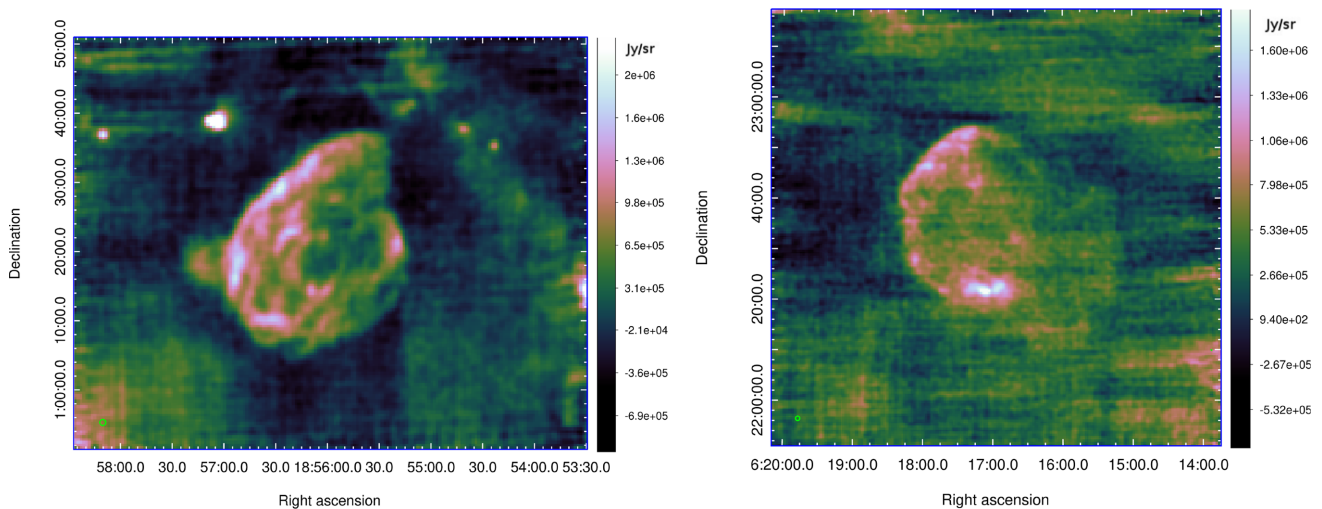 Jy/sr
2e+06
1.6e+06
1.3e+06
9.8e+05
6.5e+05
3.1e+05
-2.1e+04
-3.6e+05
-6.9e+05
50:00.0
40:00.0
30:00.0
20:00.0
10:00.0
1:00:00.0
Declination
58:00.0 30.0 57:00.0 30.0 18:56:00.0 30.0 55:00.0 30.0 54:00.0 53:30.0
Right ascension
Jy/sr
1.60e+06
1.33e+06
1.06e+06
7.98e+05
5.33e+05
2.66e+05
9.40e+02
-2.67e+05
-5.32e+05
23:00:00.0
40:00.0
20:00.0
22:00:00.0
Declination
6:20:00.0 19:00.0 18:00.0 17:00.0 16:00.0 15:00.0 14:00.0
Right ascension